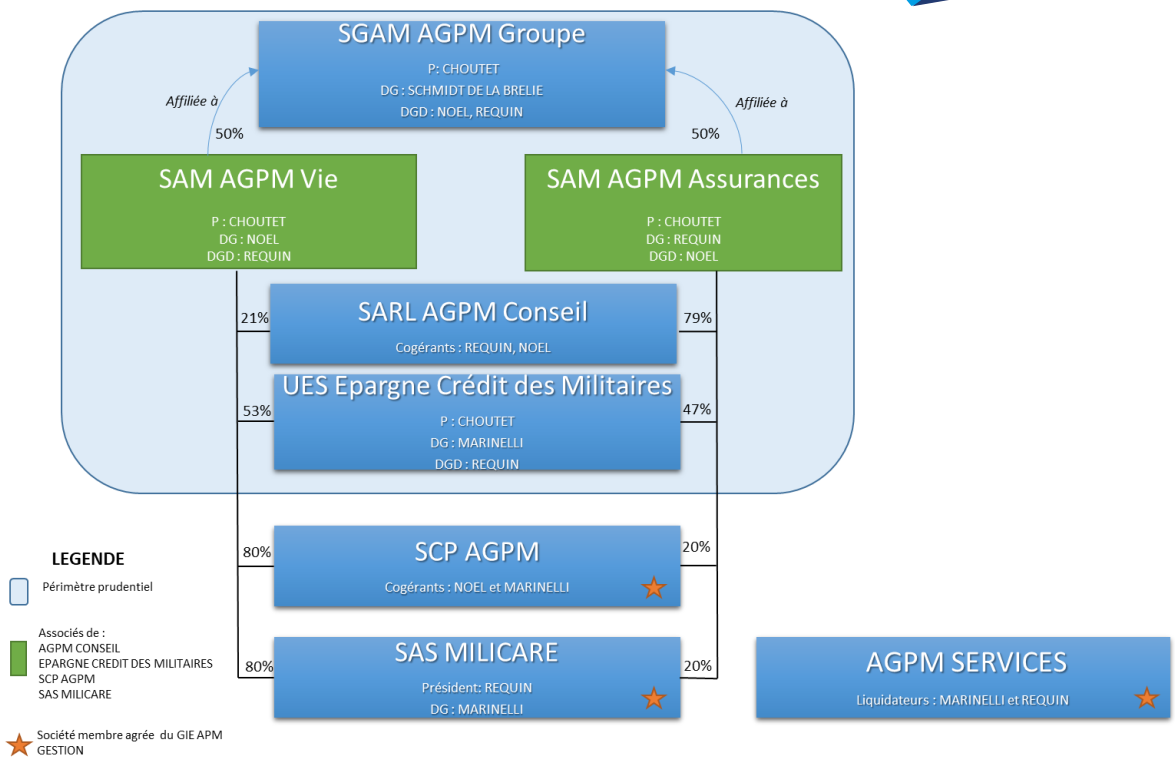 SGAM AGPM Groupe
P: CHOUTET
DG : SCHMIDT DE LA BRELIE
DGD : NOEL, REQUIN
Affiliée à
50%
Affiliée à
50%
SAM AGPM Vie
P : CHOUTET
DG : NOEL
DGD : REQUIN
SAM AGPM Assurances
P : CHOUTET
DG : REQUIN
DGD : NOEL
21%
SARL AGPM Conseil
Cogérants : REQUIN, NOEL
79%
53%
UES Epargne Crédit des Militaires
P : CHOUTET
DG : MARINELLI
DGD : REQUIN
47%
80%
SCP AGPM
Cogérants : NOEL et MARINELLI
20%
80%
SAS MILICARE
Président: REQUIN
DG : MARINELLI
20%
AGPM SERVICES
Liquidateurs : MARINELLI et REQUIN
LEGENDE
Périmètre prudentiel
Associés de :
AGPM CONSEIL
EPARGNE CREDIT DES MILITAIRES
SCP AGPM
SAS MILICARE
Société membre agrée du GIE APM
GESTION